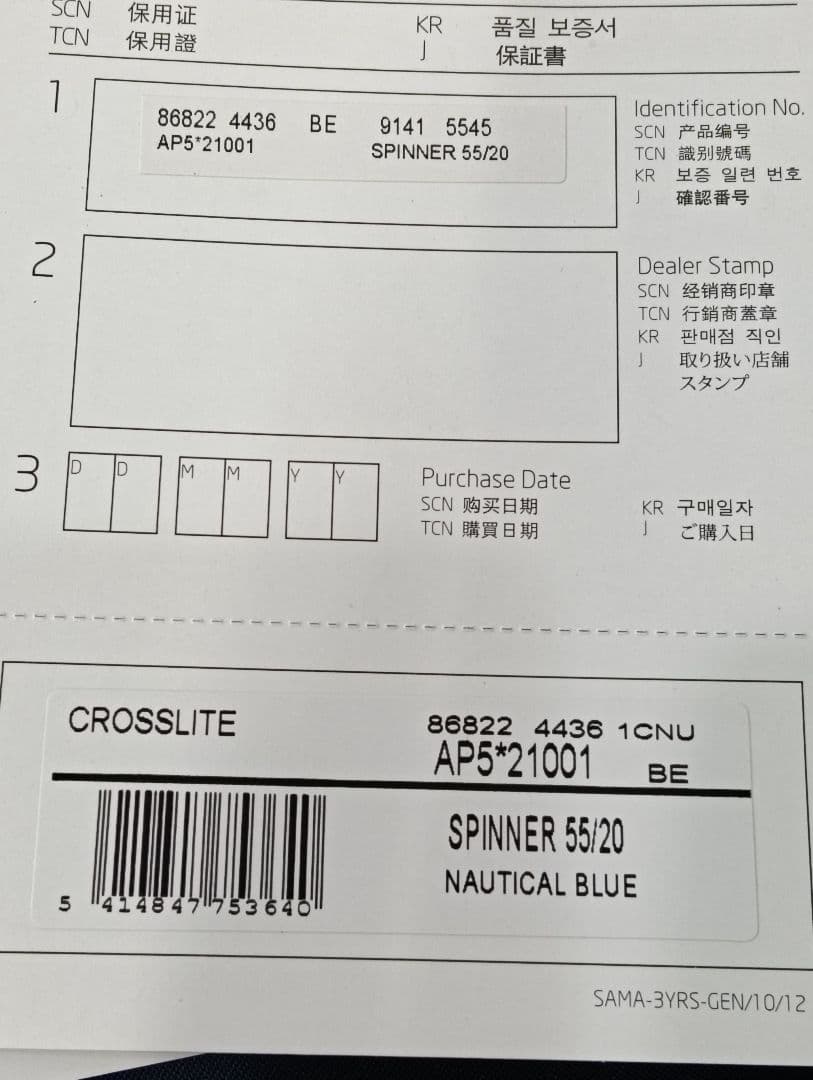 SCN 保用证
TCN 保用證
KR 품질 보증서
J 保証書
1
86822 4436 BE 9141 5545
AP5*21001 SPINNER 55/20
Identification No.
SCN 产品编号
TCN 識別號碼
KR 보증 일련 번호
J 確認番号
2
Dealer Stamp
SCN 经销商印章
TCN 行銷商蓋章
KR 판매점 직인
J 取り扱い店舗
スタンプ
3
D D M M Y Y
Purchase Date
SCN 购买日期
TCN 購買日期
KR 구매일자
J ご購入日
CROSSLITE
86822 4436 1CNU
AP5*21001 BE
SPINNER 55/20
NAUTICAL BLUE
5 414847 753640
SAMA-3YRS-GEN/10/12